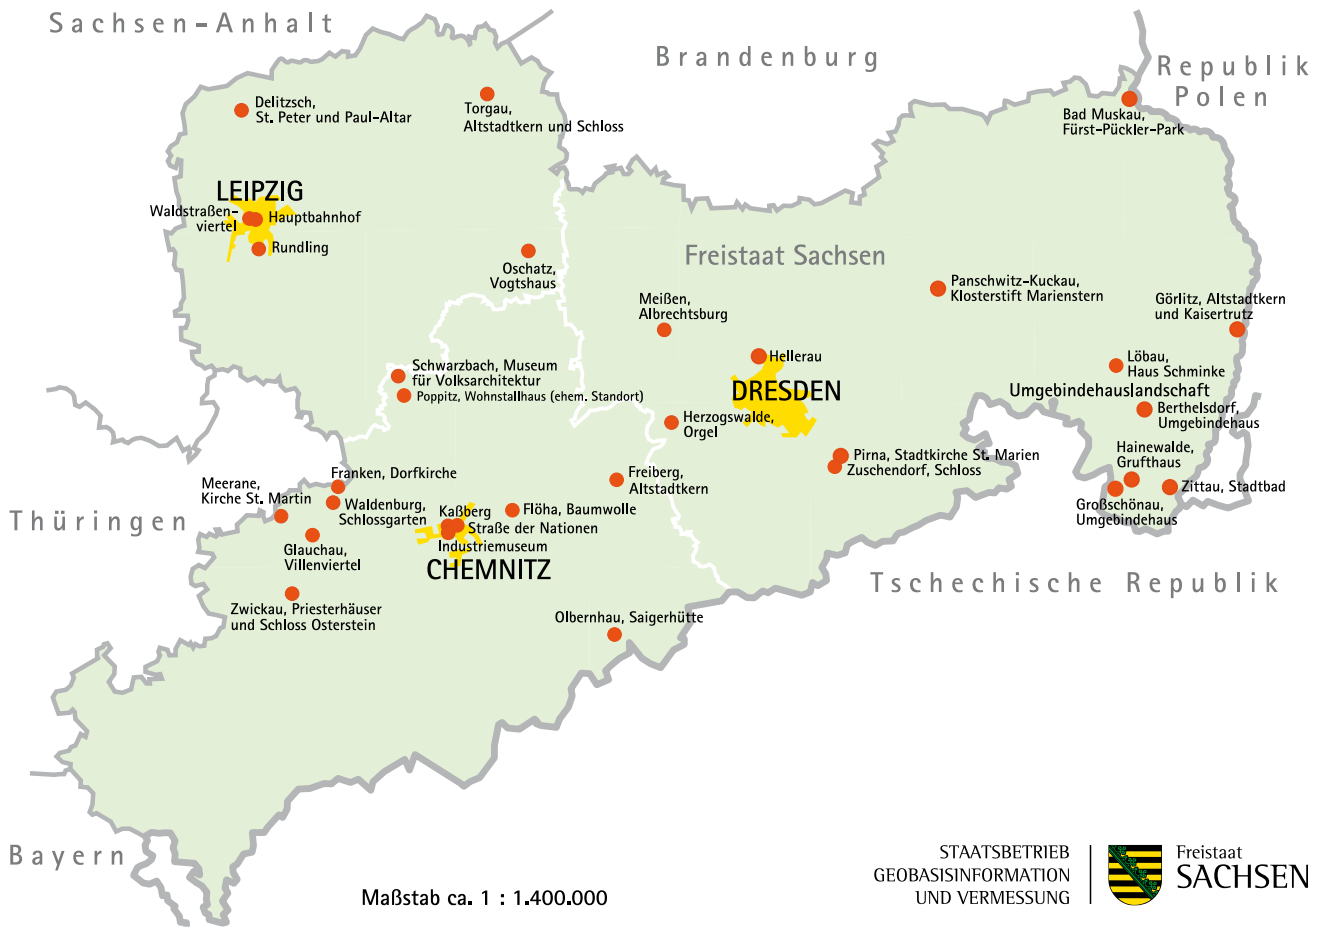 Sachsen-Anhalt
Brandenburg
Republik
Polen
Delitzsch,
St. Peter und Paul-Altar
Torgau,
Altstadtkern und Schloss
Bad Muskau,
Fürst-Pückler-Park
LEIPZIG
Waldstraßen-
viertel
Hauptbahnhof
Rundling
Oschatz,
Vogtshaus
Freistaat Sachsen
Meißen,
Albrechtsburg
Panschwitz-Kuckau,
Klosterstift Marienstern
Görlitz, Altstadtkern
und Kaisertrutz
Schwarzbach, Museum
für Volksarchitektur
Poppitz, Wohnstallhaus (ehem. Standort)
Hellerau
DRESDEN
Löbau,
Haus Schminke
Umgebindehauslandschaft
Berthelsdorf,
Umgebindehaus
Herzogswalde,
Orgel
Pirna, Stadtkirche St. Marien
Zuschendorf, Schloss
Hainewalde,
Grufthaus
Zittau, Stadtbad
Großschönau,
Umgebindehaus
Franken, Dorfkirche
Meerane,
Kirche St. Martin
Waldenburg,
Schlossgarten
Freiberg,
Altstadtkern
Kaßberg
Flöha, Baumwolle
Straße der Nationen
Industriemuseum
CHEMNITZ
Thüringen
Glauchau,
Villenviertel
Zwickau, Priesterhäuser
und Schloss Osterstein
Olbernhau, Saigerhütte
Tschechische Republik
Bayern
Maßstab ca. 1 : 1.400.000
STAATSBETRIEB
GEOBASISINFORMATION
UND VERMESSUNG
Freistaat
SACHSEN